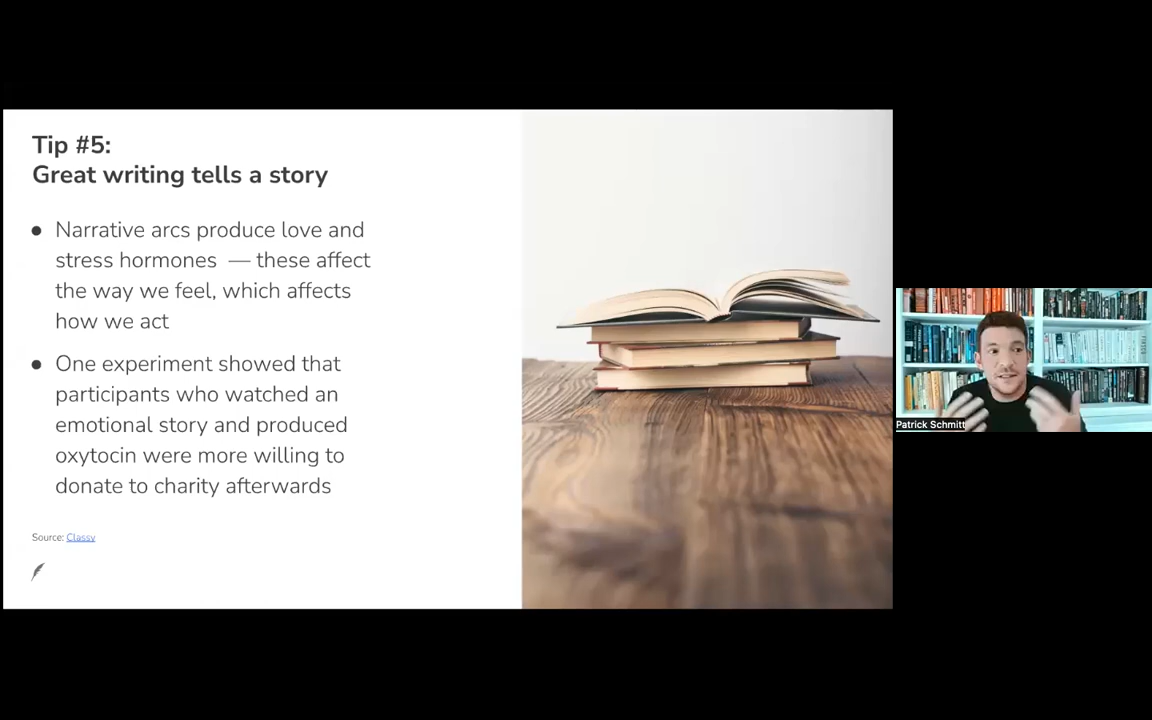 Tip #5:
Great writing tells a story
● Narrative arcs produce love and
stress hormones — these affect
the way we feel, which affects
how we act
● One experiment showed that
participants who watched an
emotional story and produced
oxytocin were more willing to
donate to charity afterwards
Source: Classy
Patrick Schmitt